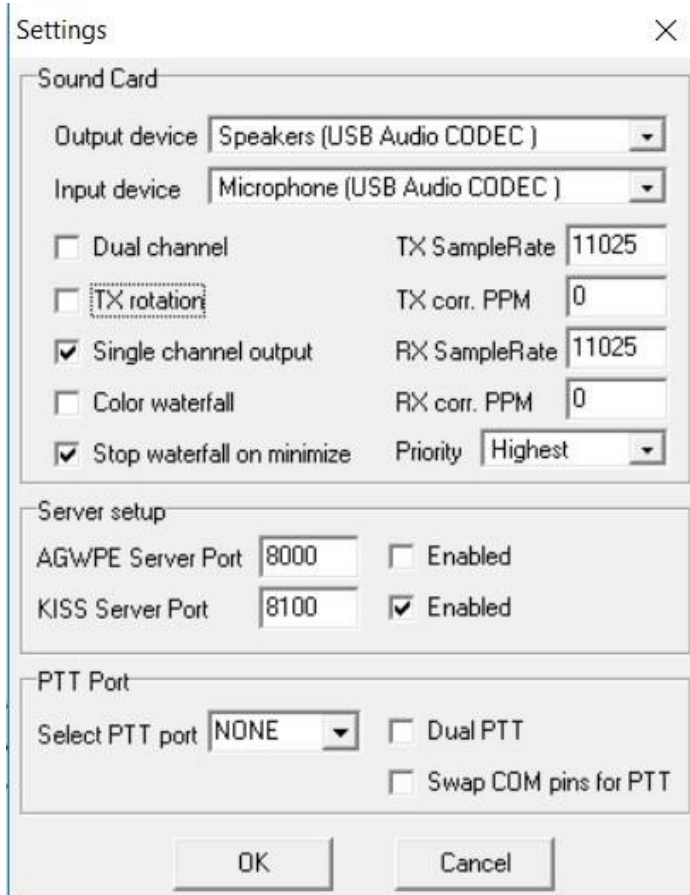 Settings
Sound Card
Output device Speakers (USB Audio CODEC )
Input device Microphone (USB Audio CODEC )
Dual channel TX SampleRate 11025
TX rotation TX corr. PPM 0
Single channel output RX SampleRate 11025
Color waterfall RX corr. PPM 0
Stop waterfall on minimize Priority Highest
Server setup
AGWPE Server Port 8000 Enabled
KISS Server Port 8100 Enabled
PTT Port
Select PTT port NONE Dual PTT
Swap COM pins for PTT
OK Cancel